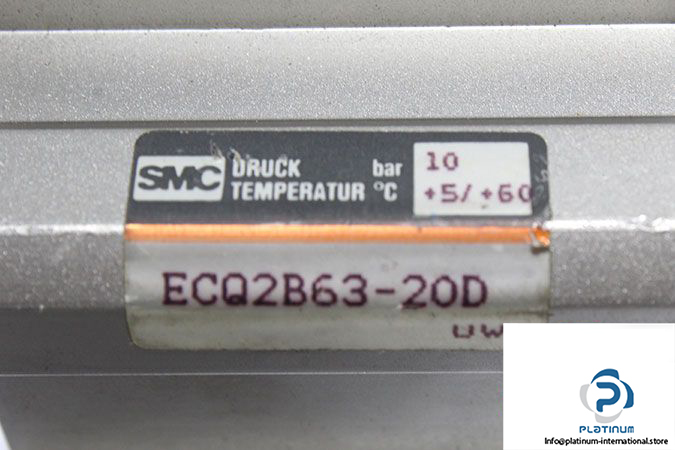 SMC
DRUCK bar 10
TEMPERATUR °C +5/+60
ECQ2B63-20D
PLATINUM
Info@platinum-international.store